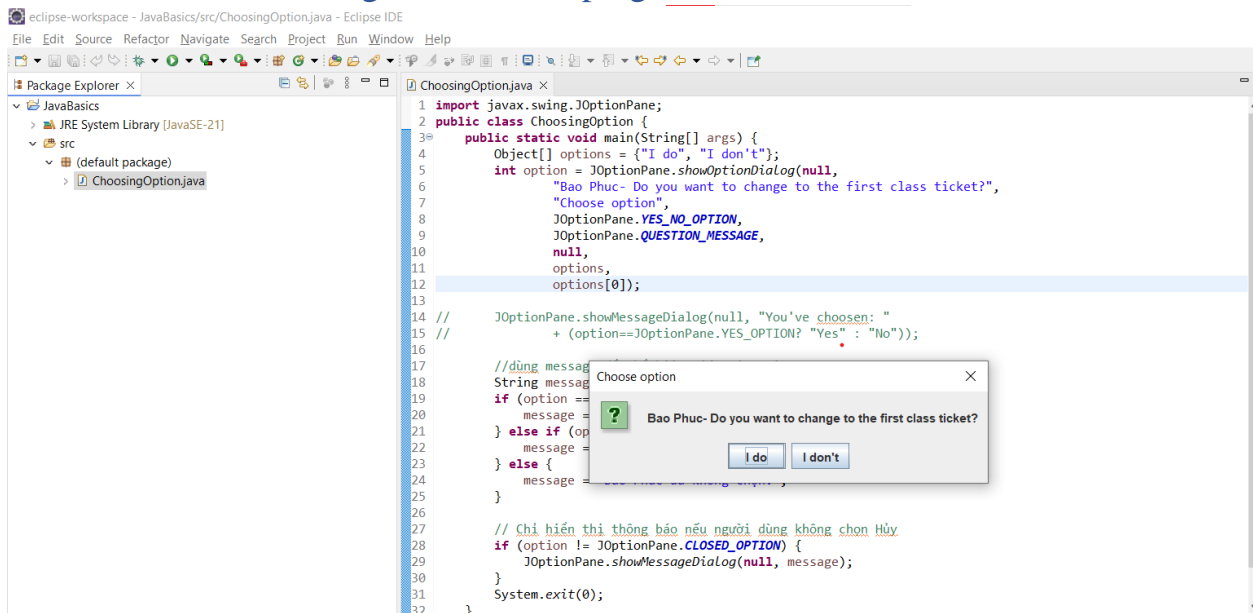 eclipse-workspace - JavaBasics/src/ChoosingOption.java - Eclipse IDE
File Edit Source Refactor Navigate Search Project Run Window Help
Package Explorer
ChoosingOption.java
JavaBasics
JRE System Library [JavaSE-21]
src
(default package)
ChoosingOption.java
1 import javax.swing.JOptionPane;
2 public class ChoosingOption {
3 public static void main(String[] args) {
4 Object[] options = {"I do", "I don't"};
5 int option = JOptionPane.showOptionDialog(null,
6 "Bao Phuc- Do you want to change to the first class ticket?",
7 "Choose option",
8 JOptionPane.YES_NO_OPTION,
9 JOptionPane.QUESTION_MESSAGE,
10 null,
11 options,
12 options[0]);
13
14 // JOptionPane.showMessageDialog(null, "You've choosen: "
15 // + (option==JOptionPane.YES_OPTION? "Yes" : "No"));
16
17 //dùng messag
18 String messag
19 if (option ==
20 message =
21 } else if (op
22 message =
23 } else {
24 message =
25 }
26
27 // Chỉ hiển thị thông báo nếu người dùng không chọn Hủy
28 if (option != JOptionPane.CLOSED_OPTION) {
29 JOptionPane.showMessageDialog(null, message);
30 }
31 System.exit(0);
32 }
Choose option
Bao Phuc- Do you want to change to the first class ticket?
I do I don't